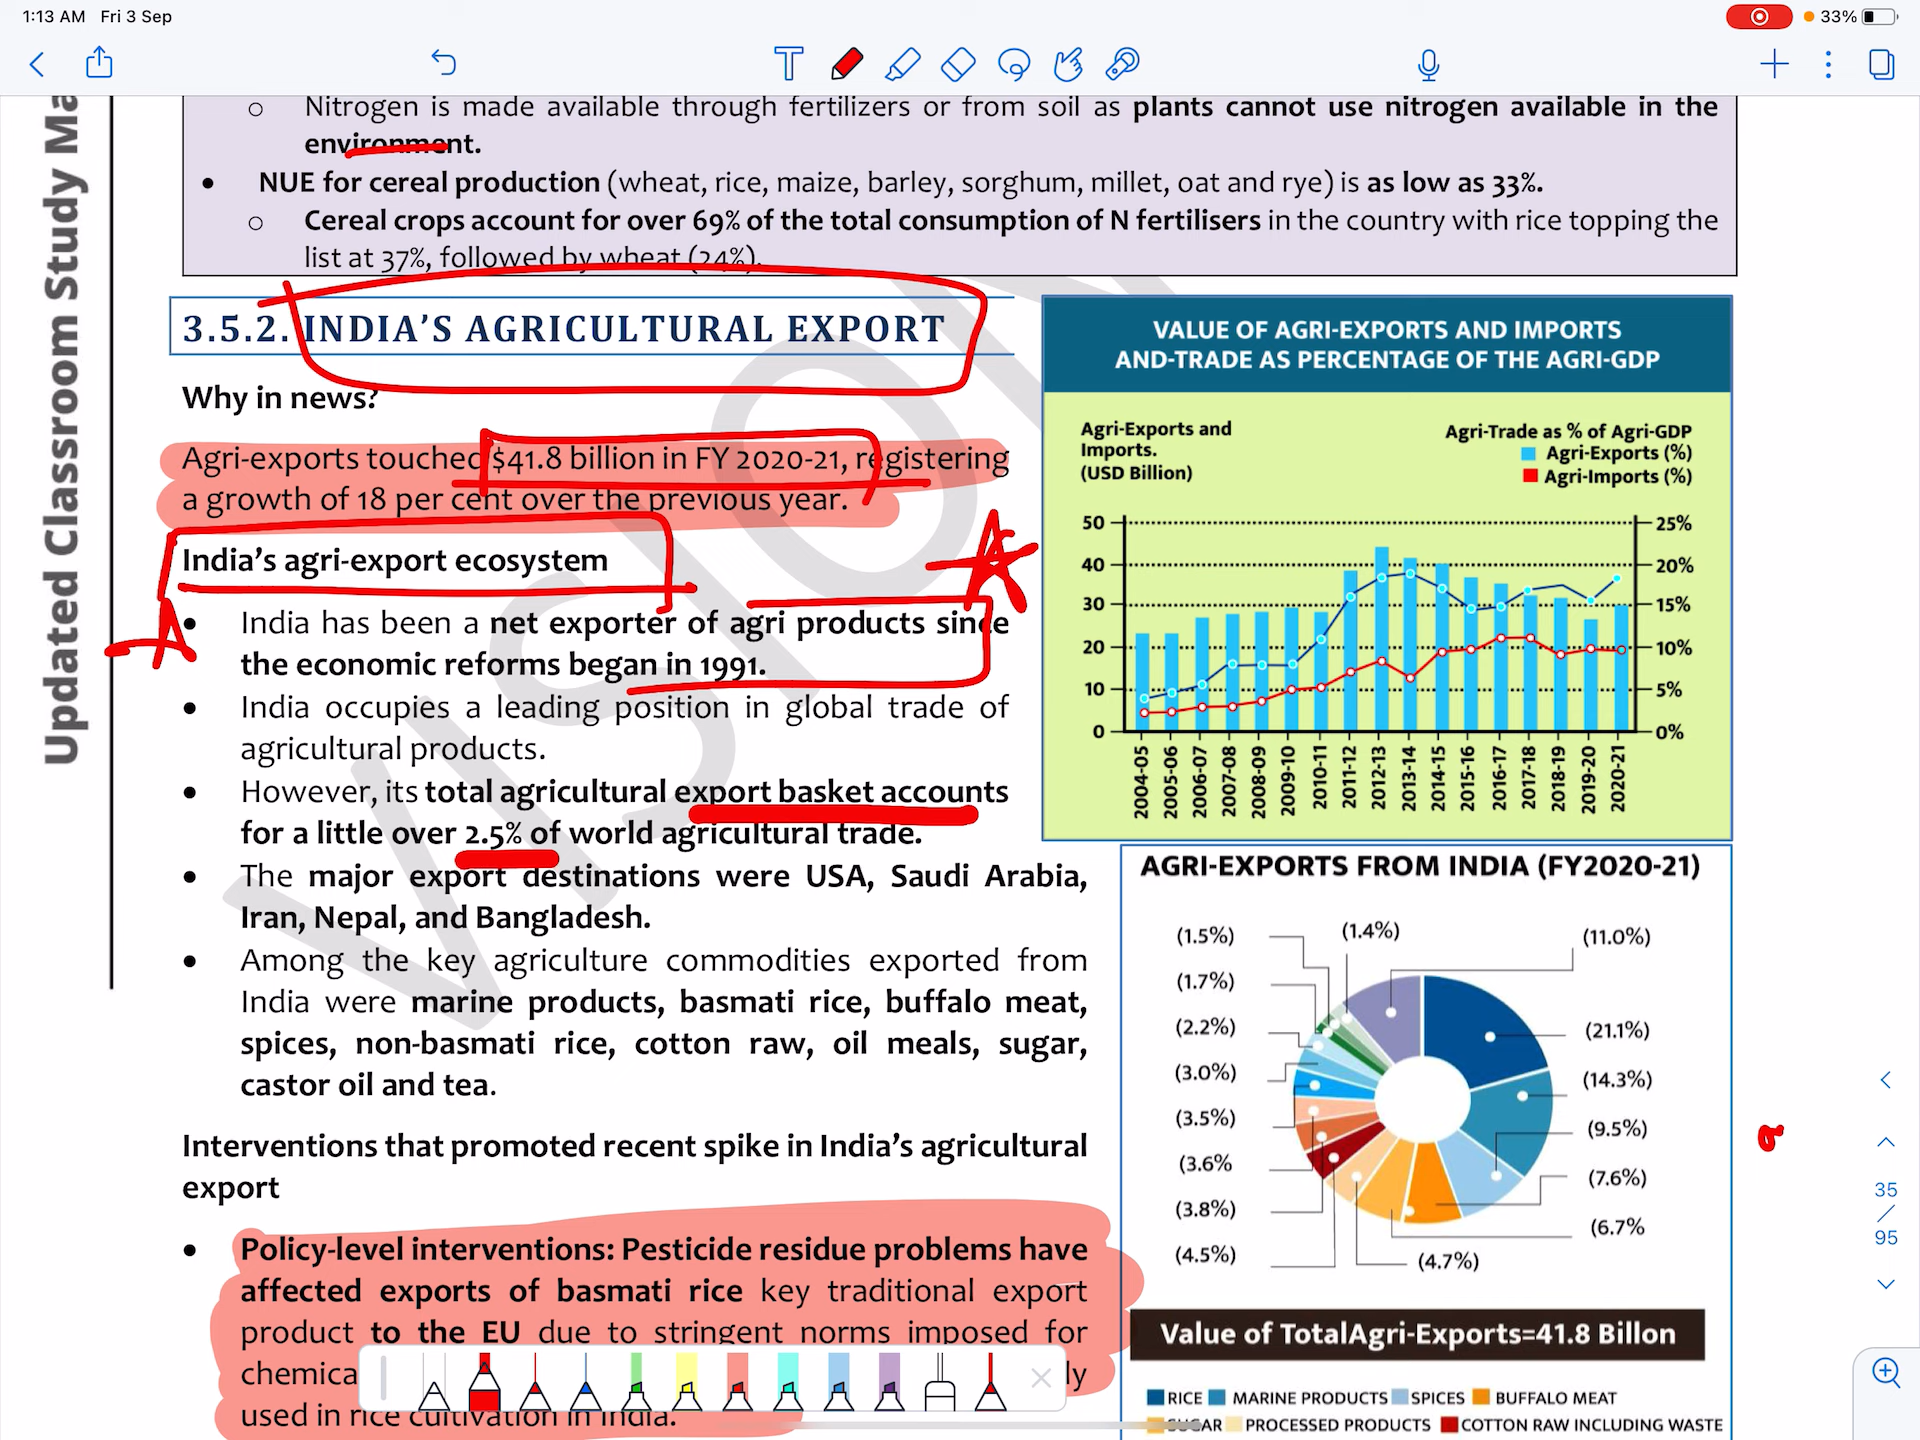 1:13 AM Fri 3 Sep
33%
Updated Classroom Study Ma
Nitrogen is made available through fertilizers or from soil as plants cannot use nitrogen available in the
environment.
NUE for cereal production (wheat, rice, maize, barley, sorghum, millet, oat and rye) is as low as 33%.
Cereal crops account for over 69% of the total consumption of N fertilisers in the country with rice topping the
list at 37%, followed by wheat (24%).
3.5.2. INDIA'S AGRICULTURAL EXPORT
Why in news?
Agri-exports touched $41.8 billion in FY 2020-21, registering
a growth of 18 per cent over the previous year.
India's agri-export ecosystem
India has been a net exporter of agri products since
the economic reforms began in 1991.
India occupies a leading position in global trade of
agricultural products.
However, its total agricultural export basket accounts
for a little over 2.5% of world agricultural trade.
The major export destinations were USA, Saudi Arabia,
Iran, Nepal, and Bangladesh.
Among the key agriculture commodities exported from
India were marine products, basmati rice, buffalo meat,
spices, non-basmati rice, cotton raw, oil meals, sugar,
castor oil and tea.
Interventions that promoted recent spike in India's agricultural
export
Policy-level interventions: Pesticide residue problems have
affected exports of basmati rice key traditional export
product to the EU due to stringent norms imposed for
chemica ly
used in rice cultivation in India.
VALUE OF AGRI-EXPORTS AND IMPORTS
AND-TRADE AS PERCENTAGE OF THE AGRI-GDP
Agri-Exports and
Imports.
(USD Billion)
Agri-Trade as % of Agri-GDP
Agri-Exports (%)
Agri-Imports (%)
50 25%
40 20%
30 15%
20 10%
10 5%
0 0%
2004-05 2005-06 2006-07 2007-08 2008-09 2009-10 2010-11 2011-12 2012-13 2013-14 2014-15 2015-16 2016-17 2017-18 2018-19 2019-20 2020-21
AGRI-EXPORTS FROM INDIA (FY2020-21)
(1.5%) (1.4%) (11.0%)
(1.7%)
(2.2%) (21.1%)
(3.0%) (14.3%)
(3.5%) (9.5%)
(3.6% (7.6%)
(3.8%) (6.7%
(4.5%) (4.7%)
Value of TotalAgri-Exports=41.8 Billon
RICE MARINE PRODUCTS SPICES BUFFALO MEAT
SUGAR PROCESSED PRODUCTS COTTON RAW INCLUDING WASTE
35
/
95
VISION